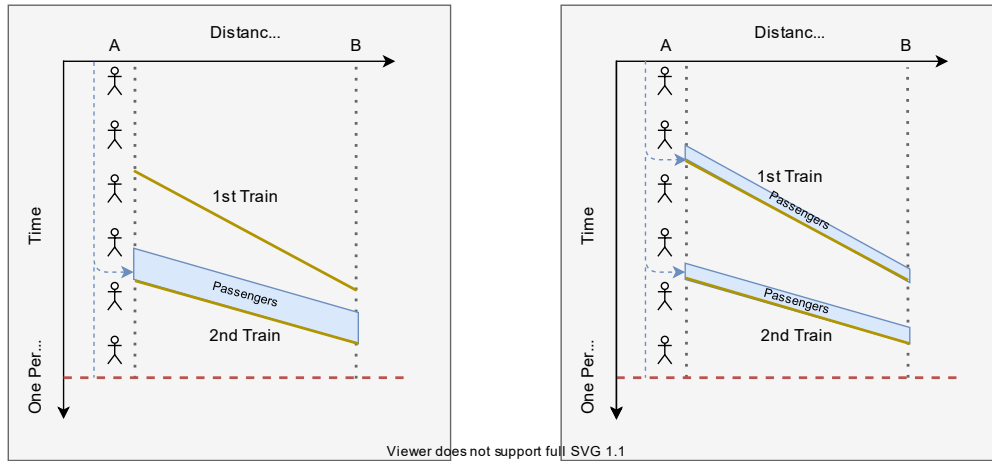 Distanc...
A
B
1st Train
Passengers
2nd Train
Time
One Per...
Distanc...
A
B
1st Train
Passengers
Passengers
2nd Train
Time
One Per...
Viewer does not support full SVG 1.1